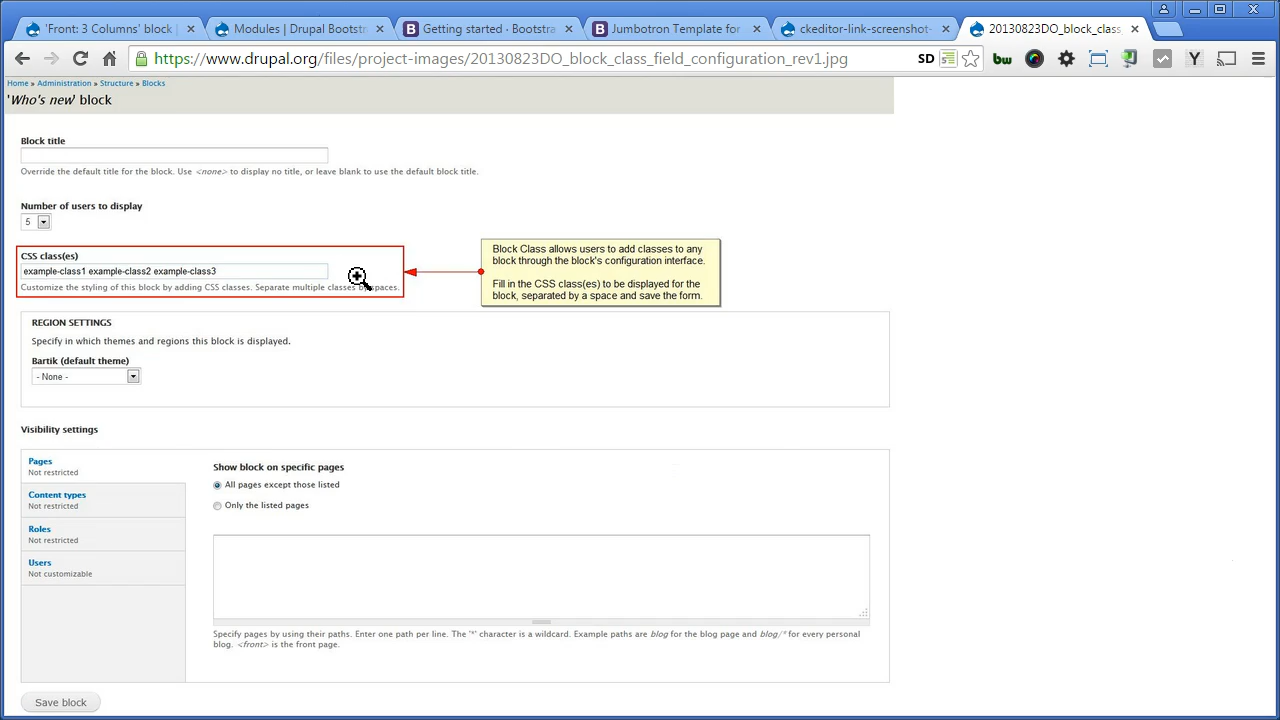 'Front: 3 Columns' block |
Modules | Drupal Bootst
Getting started · Bootstra
Jumbotron Template for
ckeditor-link-screenshot-
20130823DO_block_class
https://www.drupal.org/files/project-images/20130823DO_block_class_field_configuration_rev1.jpg
SD
bw
Y
Home » Administration » Structure » Blocks
'Who's new' block
Block title
Override the default title for the block. Use <none> to display no title, or leave blank to use the default block title.
Number of users to display
5
CSS class(es)
example-class1 example-class2 example-class3
Customize the styling of this block by adding CSS classes. Separate multiple classes by spaces.
Block Class allows users to add classes to any
block through the block's configuration interface.
Fill in the CSS class(es) to be displayed for the
block, separated by a space and save the form.
REGION SETTINGS
Specify in which themes and regions this block is displayed.
Bartik (default theme)
- None -
Visibility settings
Pages
Not restricted
Content types
Not restricted
Roles
Not restricted
Users
Not customizable
Show block on specific pages
All pages except those listed
Only the listed pages
Specify pages by using their paths. Enter one path per line. The '*' character is a wildcard. Example paths are blog for the blog page and blog/* for every personal
blog. <front> is the front page.
Save block